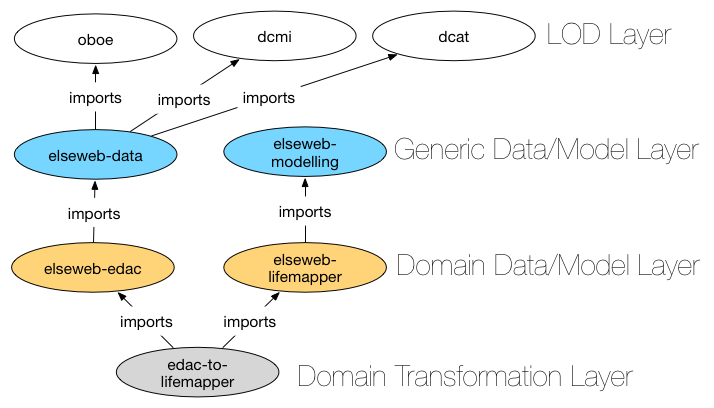 oboe
dcmi
dcat
LOD Layer
imports
imports
imports
elseweb-data
elseweb-
modelling
Generic Data/Model Layer
imports
imports
elseweb-edac
elseweb-
lifemapper
Domain Data/Model Layer
imports
imports
edac-to-
lifemapper
Domain Transformation Layer